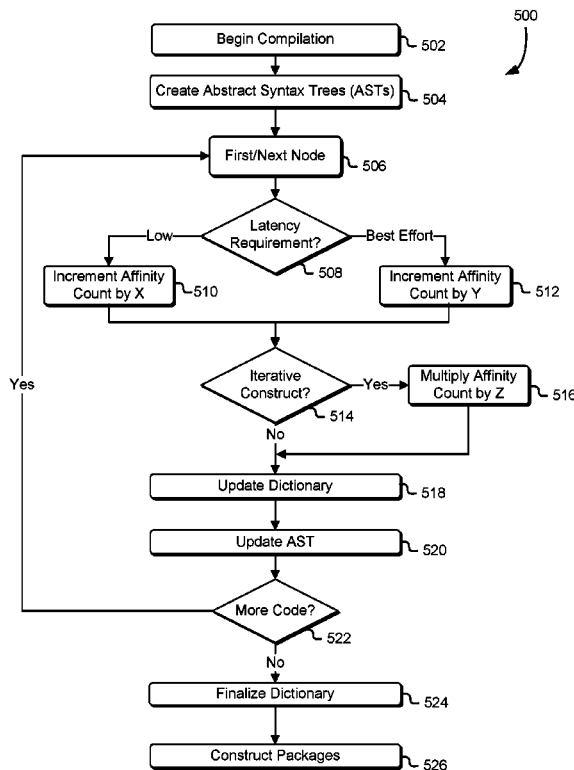 500
Begin Compilation
502
Create Abstract Syntax Trees (ASTs)
504
First/Next Node
506
Low
Latency
Requirement?
Best Effort
508
Increment Affinity
Count by X
510
Increment Affinity
Count by Y
512
Yes
Iterative
Construct?
Yes
Multiply Affinity
Count by Z
514
516
No
Update Dictionary
518
Update AST
520
More Code?
522
No
Finalize Dictionary
524
Construct Packages
526